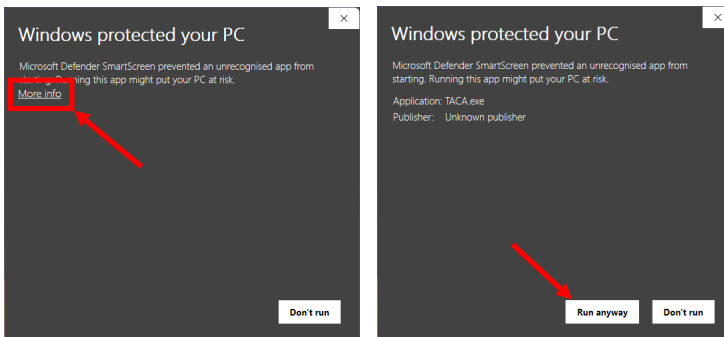 Windows protected your PC
Microsoft Defender SmartScreen prevented an unrecognised app from
starting. Running this app might put your PC at risk.
More info
Don't run
Windows protected your PC
Microsoft Defender SmartScreen prevented an unrecognised app from
starting. Running this app might put your PC at risk.
Application: TACA.exe
Publisher: Unknown publisher
Run anyway
Don't run